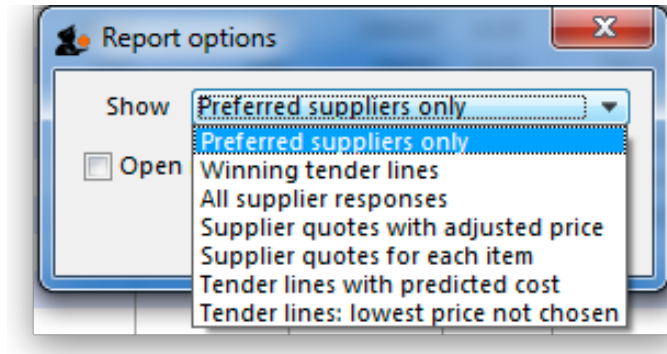 Report options
Show Preferred suppliers only
Preferred suppliers only
Open
Winning tender lines
All supplier responses
Supplier quotes with adjusted price
Supplier quotes for each item
Tender lines with predicted cost
Tender lines: lowest price not chosen